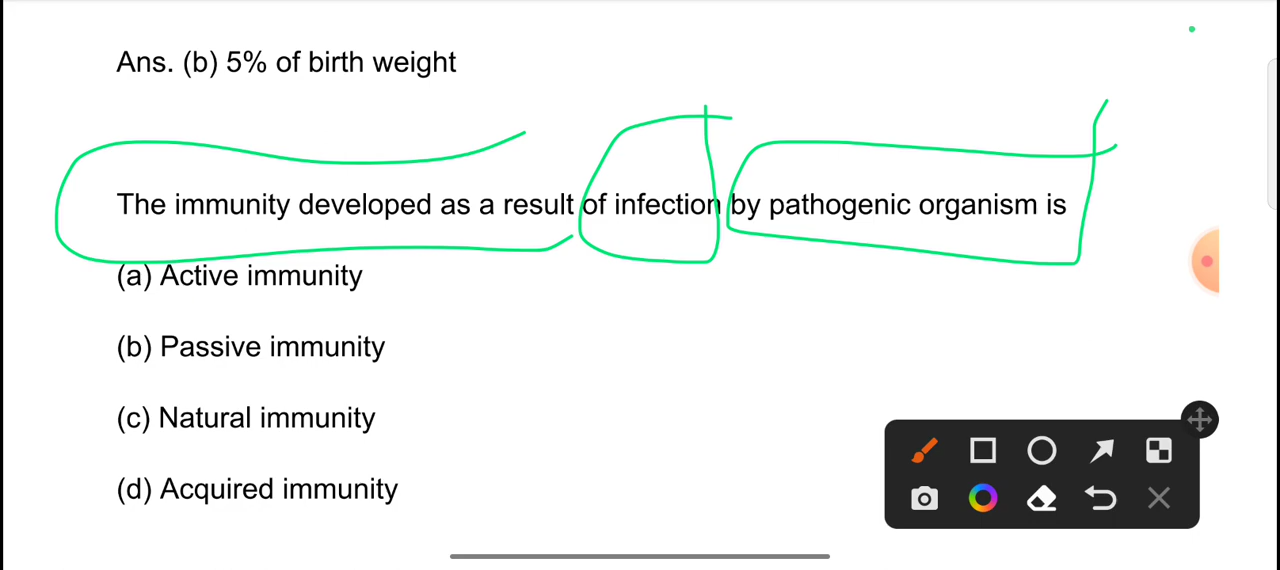 Ans. (b) 5% of birth weight
The immunity developed as a result of infection by pathogenic organism is
(a) Active immunity
(b) Passive immunity
(c) Natural immunity
(d) Acquired immunity